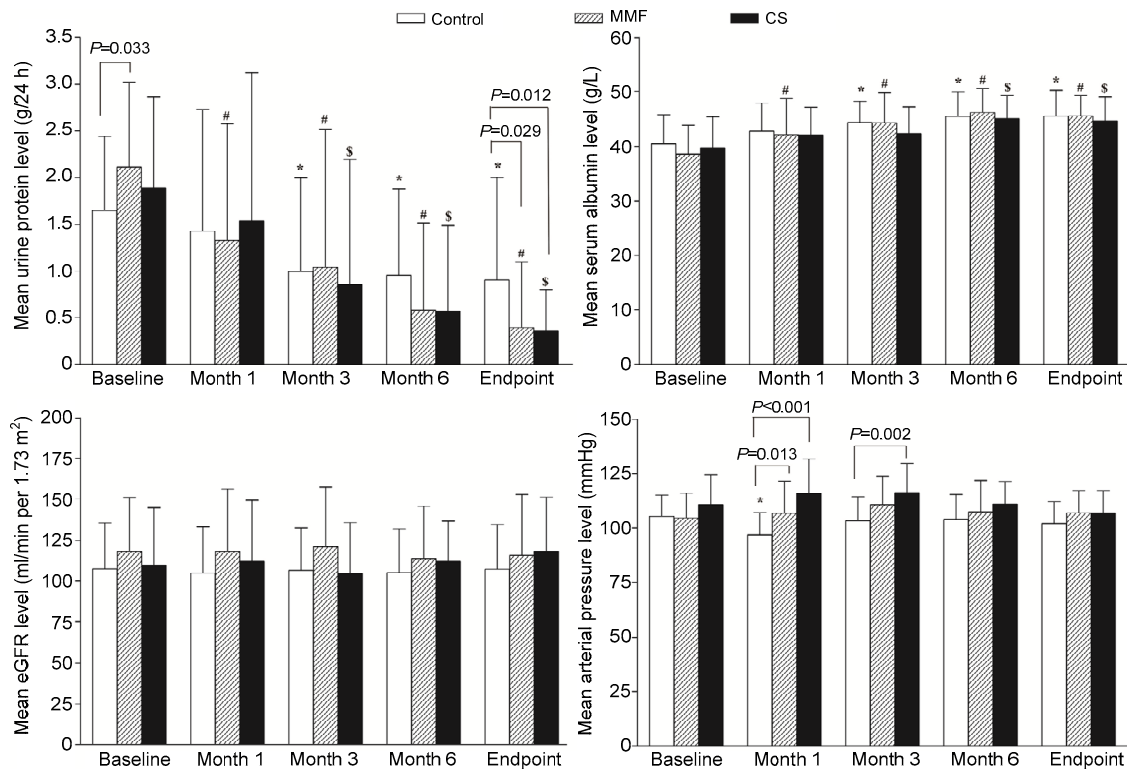 Control MMF CS
Mean urine protein level (g/24 h)
3.5
3.0
2.5
2.0
1.5
1.0
0.5
0
P=0.033
#
*
#
$
*
#
$
P=0.012
P=0.029
*
#
$
Baseline Month 1 Month 3 Month 6 Endpoint
Mean serum albumin level (g/L)
60
50
40
30
20
10
0
# * # * # $ * # $
Baseline Month 1 Month 3 Month 6 Endpoint
Mean eGFR level (ml/min per 1.73 m²)
200
175
150
125
100
75
50
25
0
Baseline Month 1 Month 3 Month 6 Endpoint
Mean arterial pressure level (mmHg)
150
125
100
75
50
25
0
P<0.001
P=0.013
*
P=0.002
Baseline Month 1 Month 3 Month 6 Endpoint